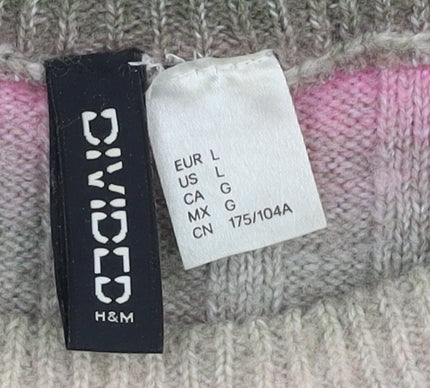 DIVIDED
H&M
EUR L
US L
CA G
MX G
CN 175/104A